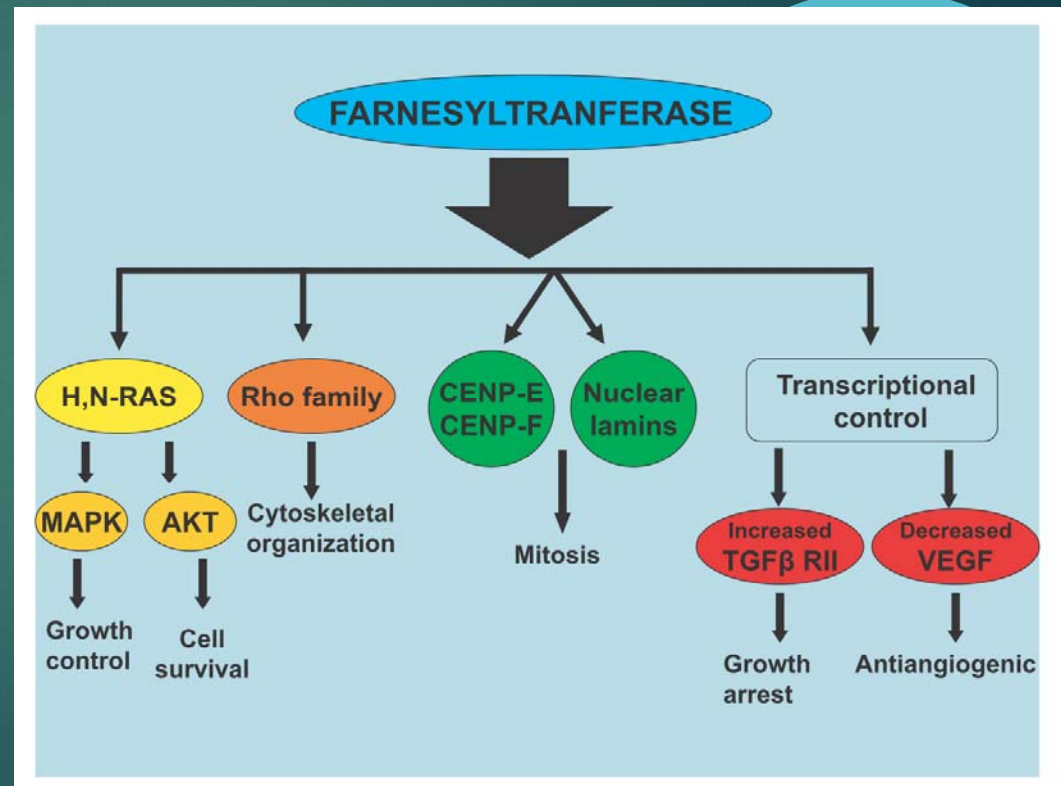 FARNESYLTRANFERASE
H,N-RAS
Rho family
CENP-E
CENP-F
Nuclear
lamins
Transcriptional
control
MAPK
AKT
Cytoskeletal
organization
Mitosis
Increased
TGFβ RII
Decreased
VEGF
Growth
control
Cell
survival
Growth
arrest
Antiangiogenic